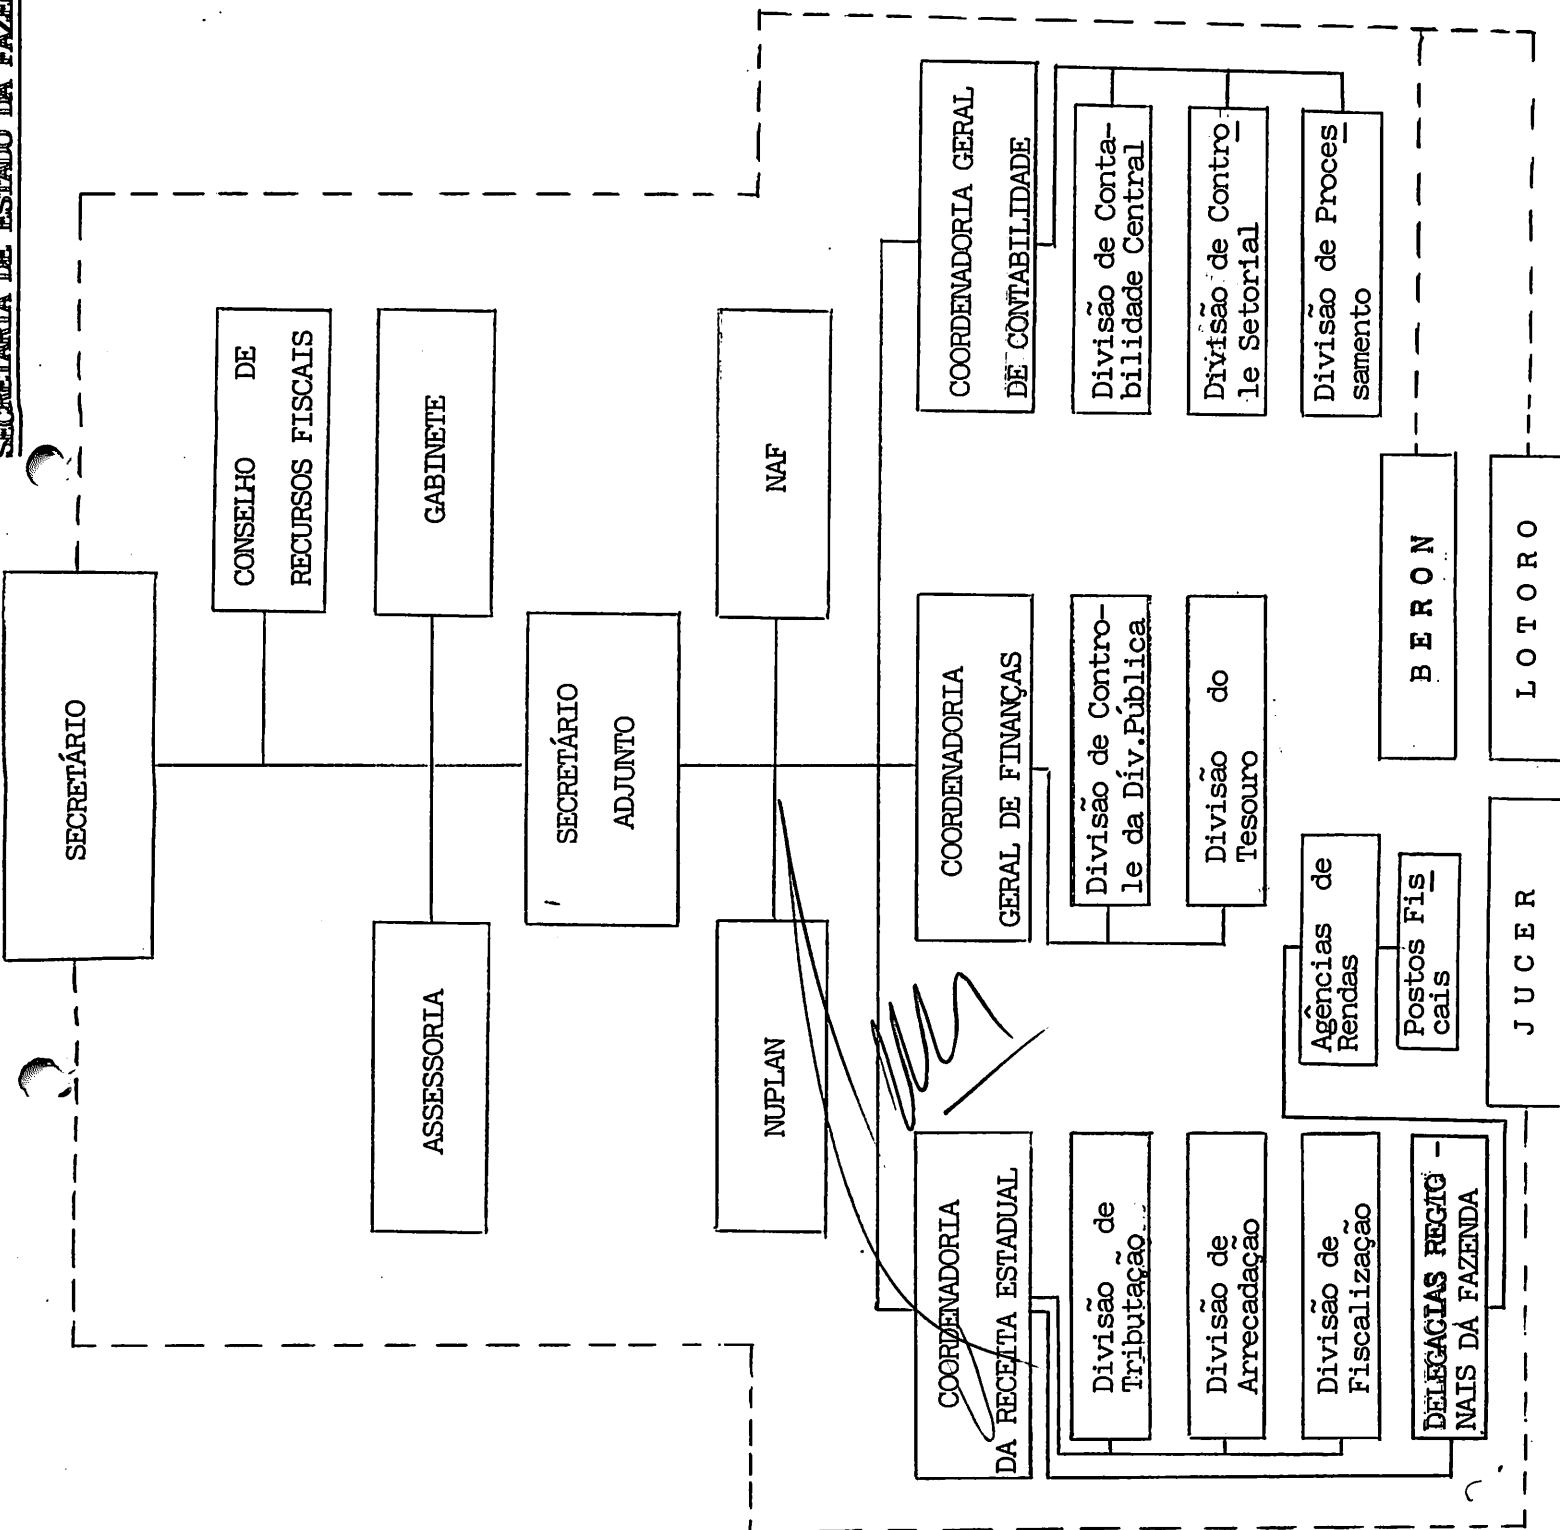 SECRETARIA DE ESTADO DA FAZE
SECRETÁRIO
CONSELHO DE
RECURSOS FISCAIS
ASSESSORIA
GABINETE
SECRETÁRIO
ADJUNTO
NUPLAN
NAF
COORDENADORIA
DA RECEITA ESTADUAL
COORDENADORIA
GERAL DE FINANÇAS
COORDENADORIA GERAL
DE CONTABILIDADE
Divisão de
Tributação
Divisão de
Arrecadação
Divisão de
Fiscalização
DELEGACIAS REGIO-
NAIS DA FAZENDA
Agências de
Rendas
Postos Fis
cais
Divisão de Contro-
le da Dív.Pública
Divisão do
Tesouro
Divisão de Conta-
bilidade Central
Divisão de Contro
le Setorial
Divisão de Proces
samento
BERON
JUCER
LOTORO